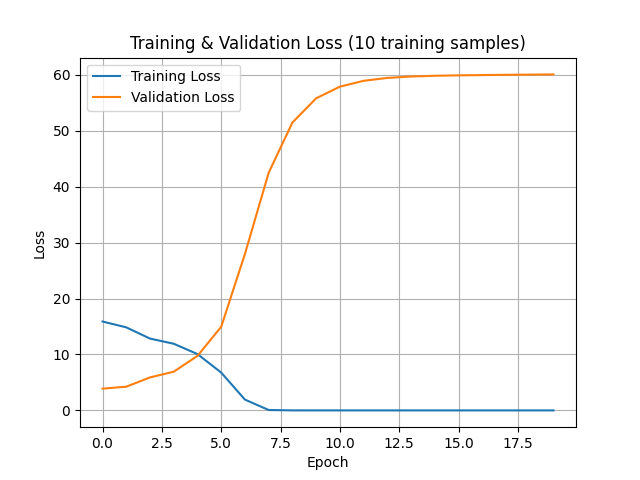 Training & Validation Loss (10 training samples)
Training Loss
Validation Loss
60
50
40
30
20
10
0
Loss
0.0 2.5 5.0 7.5 10.0 12.5 15.0 17.5
Epoch